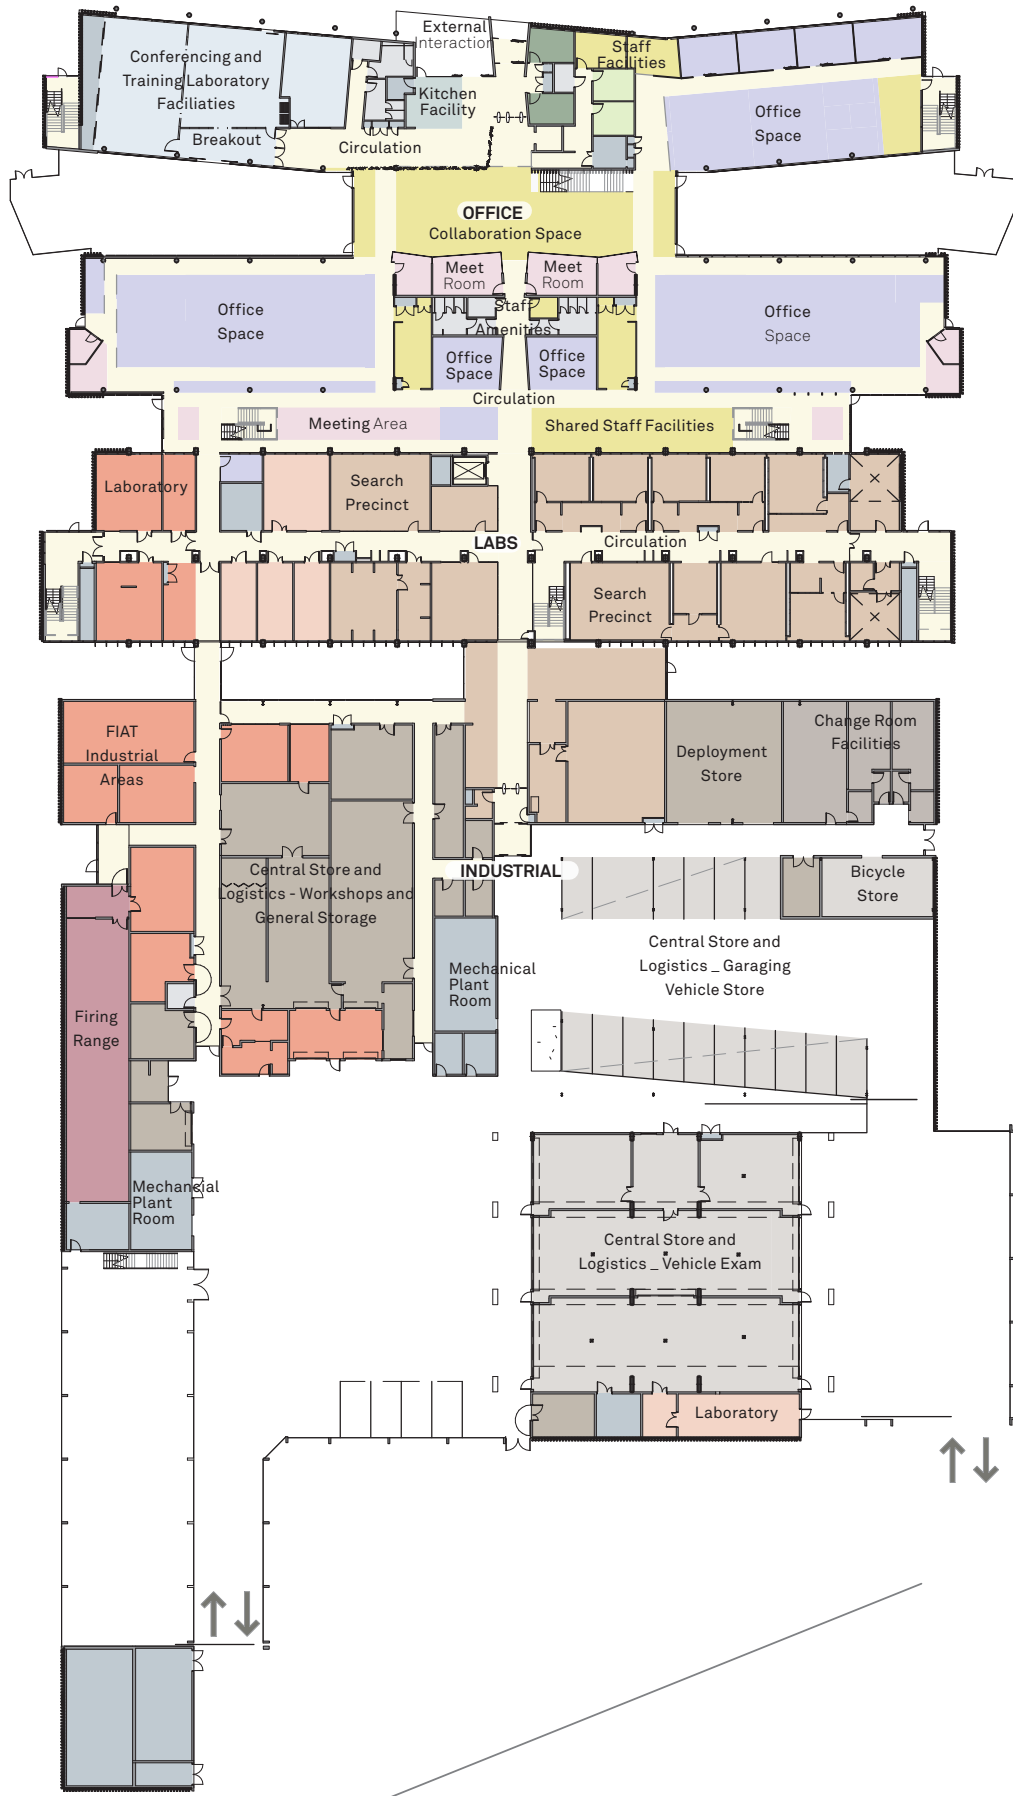 External
Interaction
Conferencing and
Training Laboratory
Faciliaties
Staff
Facilities
Kitchen
Facility
Office
Space
Breakout
Circulation
OFFICE
Collaboration Space
Meet
Room
Meet
Room
Office
Space
Staff
Amenities
Office
Space
Office
Space
Office
Space
Circulation
Meeting Area
Shared Staff Facilities
Laboratory
Search
Precinct
LABS
Circulation
Search
Precinct
FIAT
Industrial
Areas
Deployment
Store
Change Room
Facilities
Central Store and
Logistics - Workshops and
General Storage
INDUSTRIAL
Bicycle
Store
Central Store and
Logistics _ Garaging
Vehicle Store
Mechanical
Plant
Room
Firing
Range
Mechancial
Plant
Room
Central Store and
Logistics _ Vehicle Exam
Laboratory